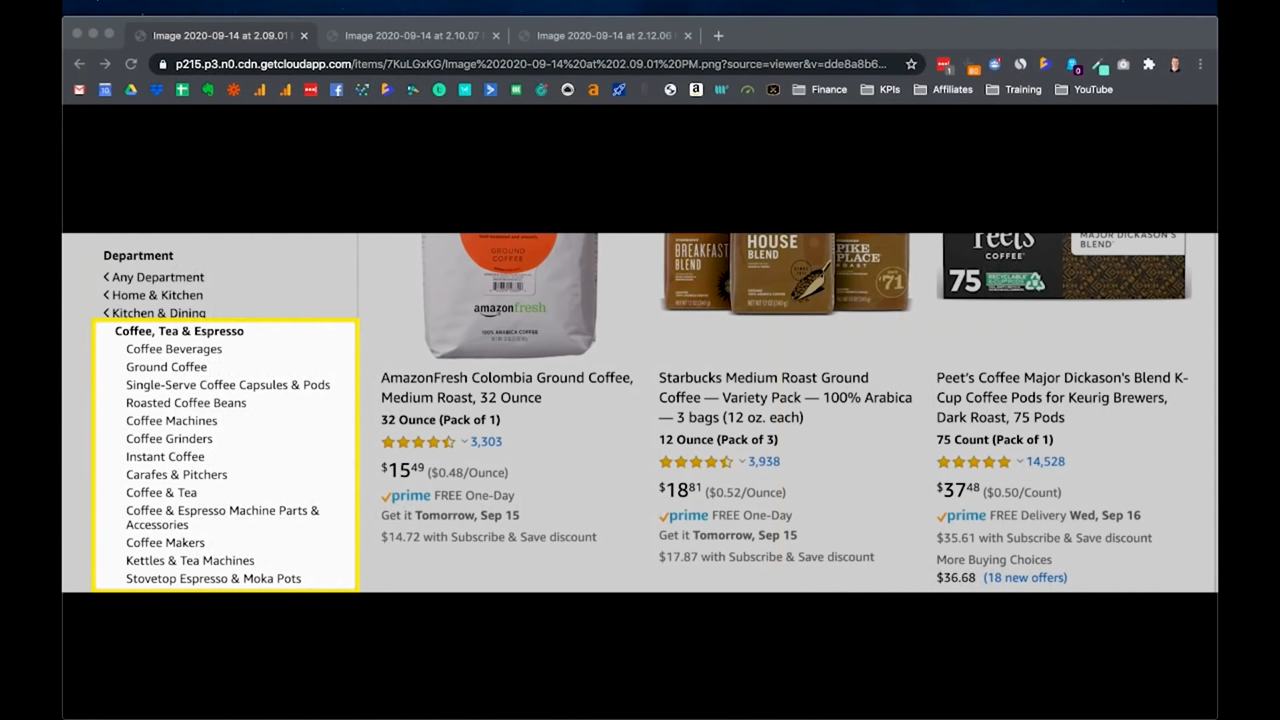 Image 2020-09-14 at 2.09.01
Image 2020-09-14 at 2.10.07
Image 2020-09-14 at 2.12.06
p215.p3.n0.cdn.getcloudapp.com/items/7KuLGxKG/Image%202020-09-14%20at%202.09.01%20PM.png?source=viewer&v=dde8a8b6...
Finance
KPIs
Affiliates
Training
YouTube
Department
Any Department
Home & Kitchen
Kitchen & Dining
Coffee, Tea & Espresso
Coffee Beverages
Ground Coffee
Single-Serve Coffee Capsules & Pods
Roasted Coffee Beans
Coffee Machines
Coffee Grinders
Instant Coffee
Carafes & Pitchers
Coffee & Tea
Coffee & Espresso Machine Parts &
Accessories
Coffee Makers
Kettles & Tea Machines
Stovetop Espresso & Moka Pots
GROUND
COFFEE
amazonfresh
100% ARABICA COFFEE
AmazonFresh Colombia Ground Coffee,
Medium Roast, 32 Ounce
32 Ounce (Pack of 1)
3,303
$15 49 ($0.48/Ounce)
prime FREE One-Day
Get it Tomorrow, Sep 15
$14.72 with Subscribe & Save discount
BREAKFAST
BLEND
HOUSE
BLEND
PIKE
PLACE
ROAST
$71
Starbucks Medium Roast Ground
Coffee — Variety Pack — 100% Arabica
— 3 bags (12 oz. each)
12 Ounce (Pack of 3)
3,938
$18 81 ($0.52/Ounce)
prime FREE One-Day
Get it Tomorrow, Sep 15
$17.87 with Subscribe & Save discount
Peet's
COFFEE
MAJOR DICKASON'S
BLEND
75
RECYCLABLE
Peet's Coffee Major Dickason's Blend K-
Cup Coffee Pods for Keurig Brewers,
Dark Roast, 75 Pods
75 Count (Pack of 1)
14,528
$37 48 ($0.50/Count)
prime FREE Delivery Wed, Sep 16
$35.61 with Subscribe & Save discount
More Buying Choices
$36.68 (18 new offers)